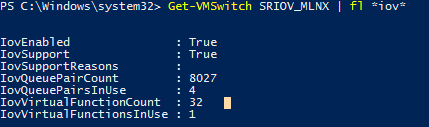 PS C:\Windows\system32> Get-VMSwitch SRIOV_MLNX | fl *iov*
IovEnabled : True
IovSupport : True
IovSupportReasons :
IovQueuePairCount : 8027
IovQueuePairsInUse : 4
IovVirtualFunctionCount : 32
IovVirtualFunctionsInUse : 1